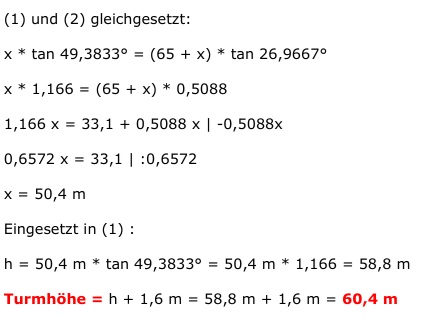 (1) und (2) gleichgesetzt:
x * tan 49,3833° = (65 + x) * tan 26,9667°
x * 1,166 = (65 + x) * 0,5088
1,166 x = 33,1 + 0,5088 x | -0,5088x
0,6572 x = 33,1 | :0,6572
x = 50,4 m
Eingesetzt in (1) :
h = 50,4 m * tan 49,3833° = 50,4 m * 1,166 = 58,8 m
Turmhöhe = h + 1,6 m = 58,8 m + 1,6 m = 60,4 m